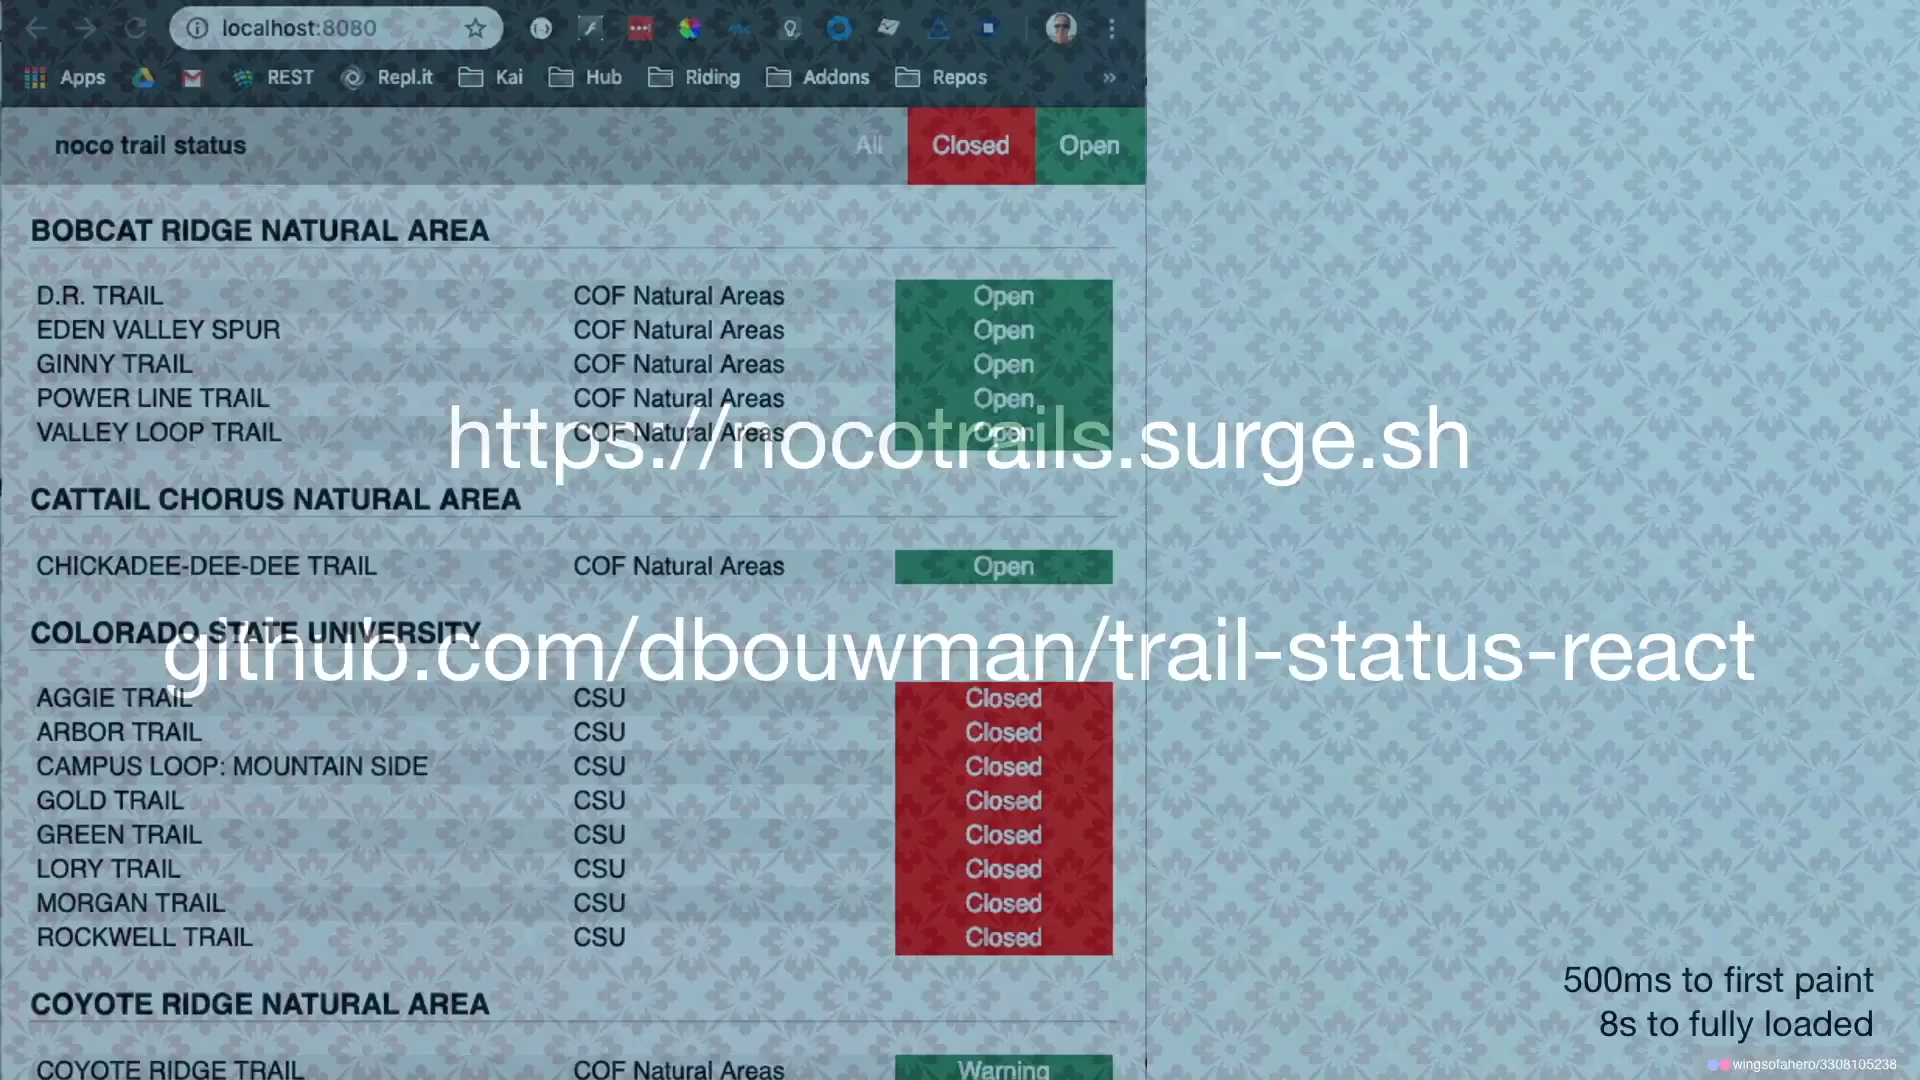 localhost:8080
Apps REST Repl.it Kai Hub Riding Addons Repos »
noco trail status All Closed Open
BOBCAT RIDGE NATURAL AREA
D.R. TRAIL COF Natural Areas Open
EDEN VALLEY SPUR COF Natural Areas Open
GINNY TRAIL COF Natural Areas Open
POWER LINE TRAIL COF Natural Areas Open
VALLEY LOOP TRAIL COF Natural Areas Open
https://nocotrails.surge.sh
CATTAIL CHORUS NATURAL AREA
CHICKADEE-DEE-DEE TRAIL COF Natural Areas Open
COLORADO STATE UNIVERSITY
github.com/dbouwman/trail-status-react
AGGIE TRAIL CSU Closed
ARBOR TRAIL CSU Closed
CAMPUS LOOP: MOUNTAIN SIDE CSU Closed
GOLD TRAIL CSU Closed
GREEN TRAIL CSU Closed
LORY TRAIL CSU Closed
MORGAN TRAIL CSU Closed
ROCKWELL TRAIL CSU Closed
COYOTE RIDGE NATURAL AREA
COYOTE RIDGE TRAIL COF Natural Areas Warning
500ms to first paint
8s to fully loaded
wingsofahero/3308105238